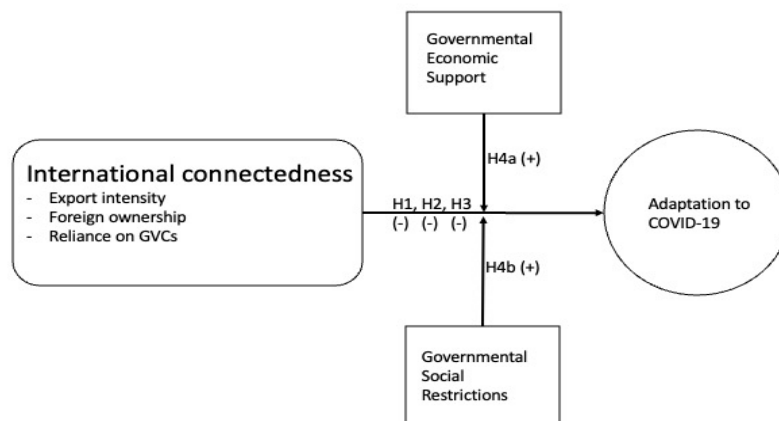 Governmental
Economic
Support
H4a (+)
International connectedness
- Export intensity
- Foreign ownership
- Reliance on GVCs
H1, H2, H3
(-) (-) (-)
Adaptation to
COVID-19
H4b (+)
Governmental
Social
Restrictions